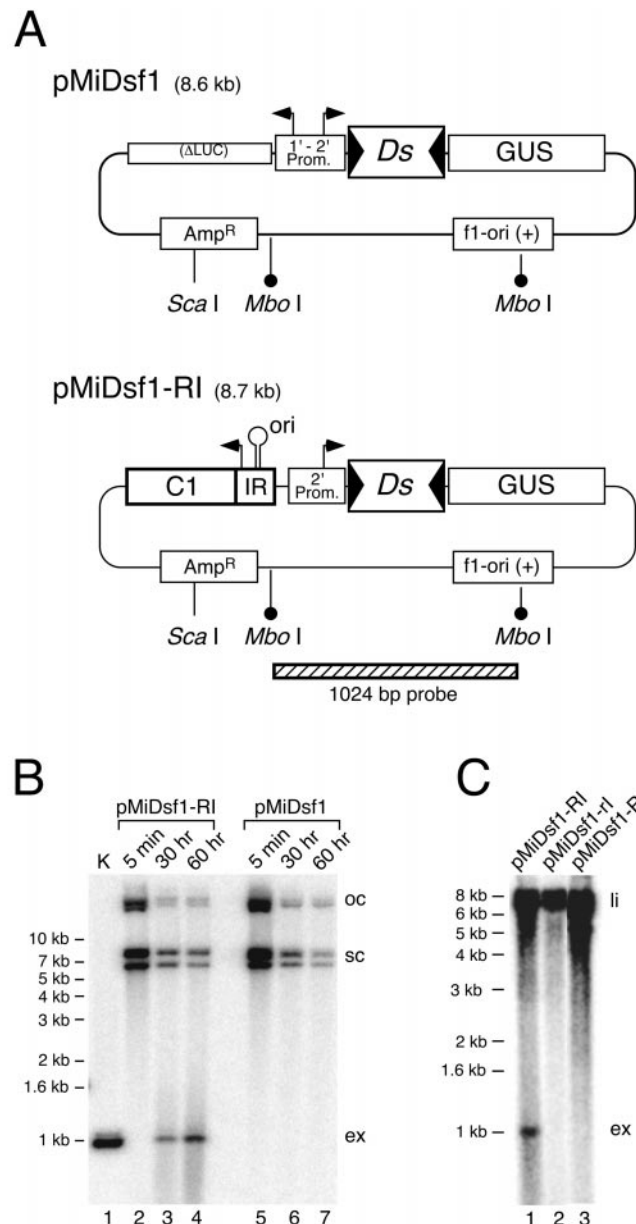 A
pMiDsf1 (8.6 kb)
(ΔLUC) 1' - 2' Prom. Ds GUS
Amp^R f1-ori (+)
Sca I Mbo I Mbo I
pMiDsf1-RI (8.7 kb)
ori
C1 IR 2' Prom. Ds GUS
Amp^R f1-ori (+)
Sca I Mbo I Mbo I
1024 bp probe
B
pMiDsf1-RI pMiDsf1
K 5 min 30 hr 60 hr 5 min 30 hr 60 hr
oc
sc
10 kb
7 kb
5 kb
4 kb
3 kb
2 kb
1.6 kb
1 kb
ex
1 2 3 4 5 6 7
C
pMiDsf1-RI pMiDsf1-rI pMiDsf1-R
8 kb
li
6 kb
5 kb
4 kb
3 kb
2 kb
1.6 kb
1 kb
ex
1 2 3